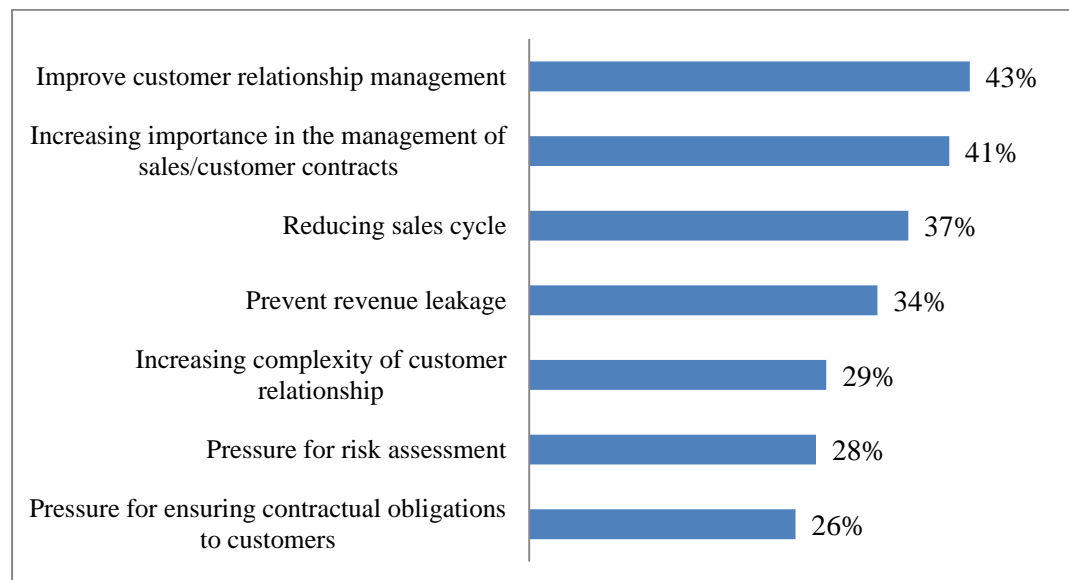 Improve customer relationship management
43%
Increasing importance in the management of
sales/customer contracts
41%
Reducing sales cycle
37%
Prevent revenue leakage
34%
Increasing complexity of customer
relationship
29%
Pressure for risk assessment
28%
Pressure for ensuring contractual obligations
to customers
26%